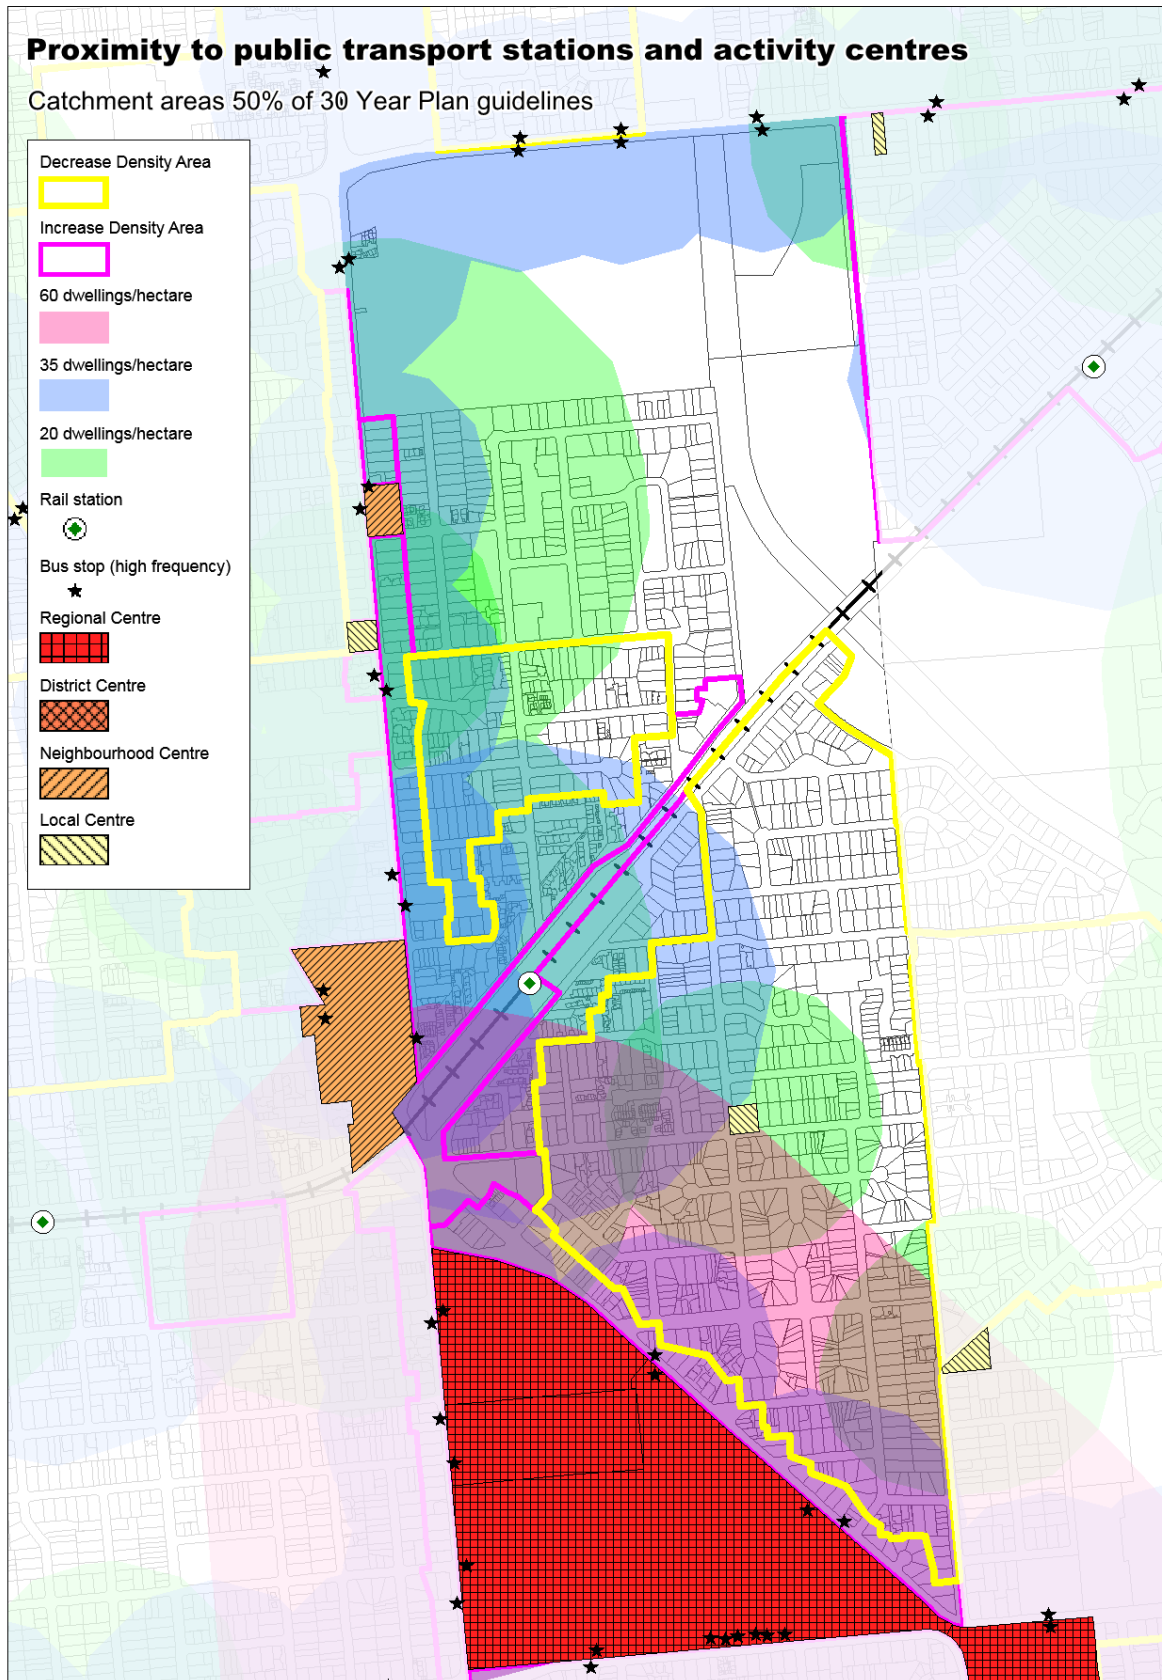 Proximity to public transport stations and activity centres
Catchment areas 50% of 30 Year Plan guidelines
Decrease Density Area
Increase Density Area
60 dwellings/hectare
35 dwellings/hectare
20 dwellings/hectare
Rail station
Bus stop (high frequency)
Regional Centre
District Centre
Neighbourhood Centre
Local Centre